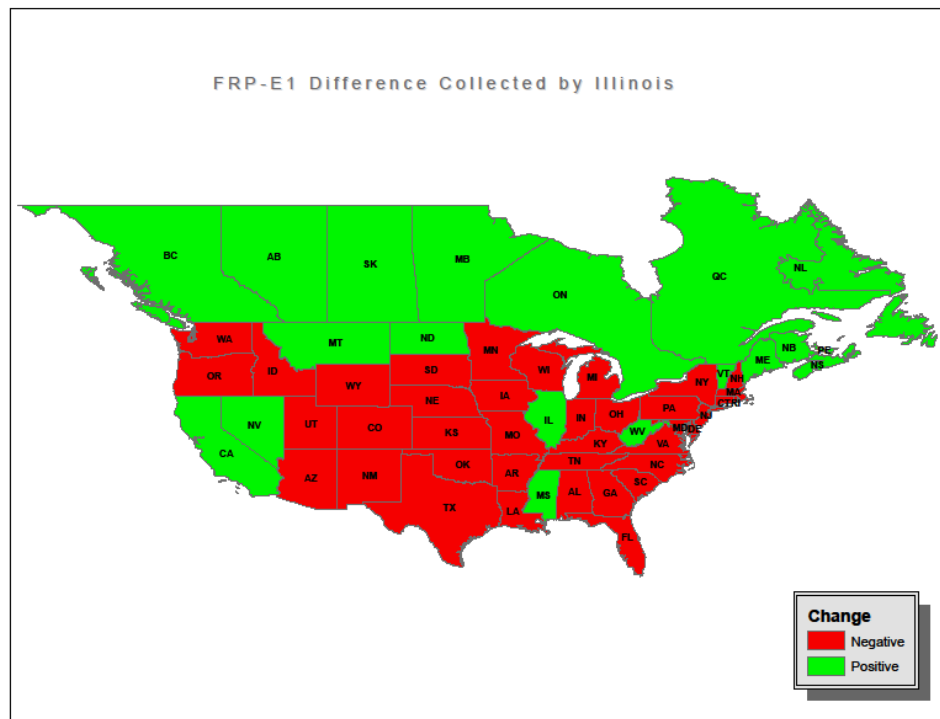 FRP-E1 Difference Collected by Illinois
BC
AB
SK
MB
ON
QC
NL
NB
PE
NS
ME
WA
MT
ND
MN
VT
NH
OR
ID
WY
SD
WI
MI
NY
MA
CT
RI
NV
UT
CO
NE
IA
IL
IN
OH
PA
NJ
CA
KS
MO
KY
WV
VA
MD
DE
AZ
NM
OK
AR
TN
NC
SC
TX
LA
MS
AL
GA
FL
Change
Negative
Positive